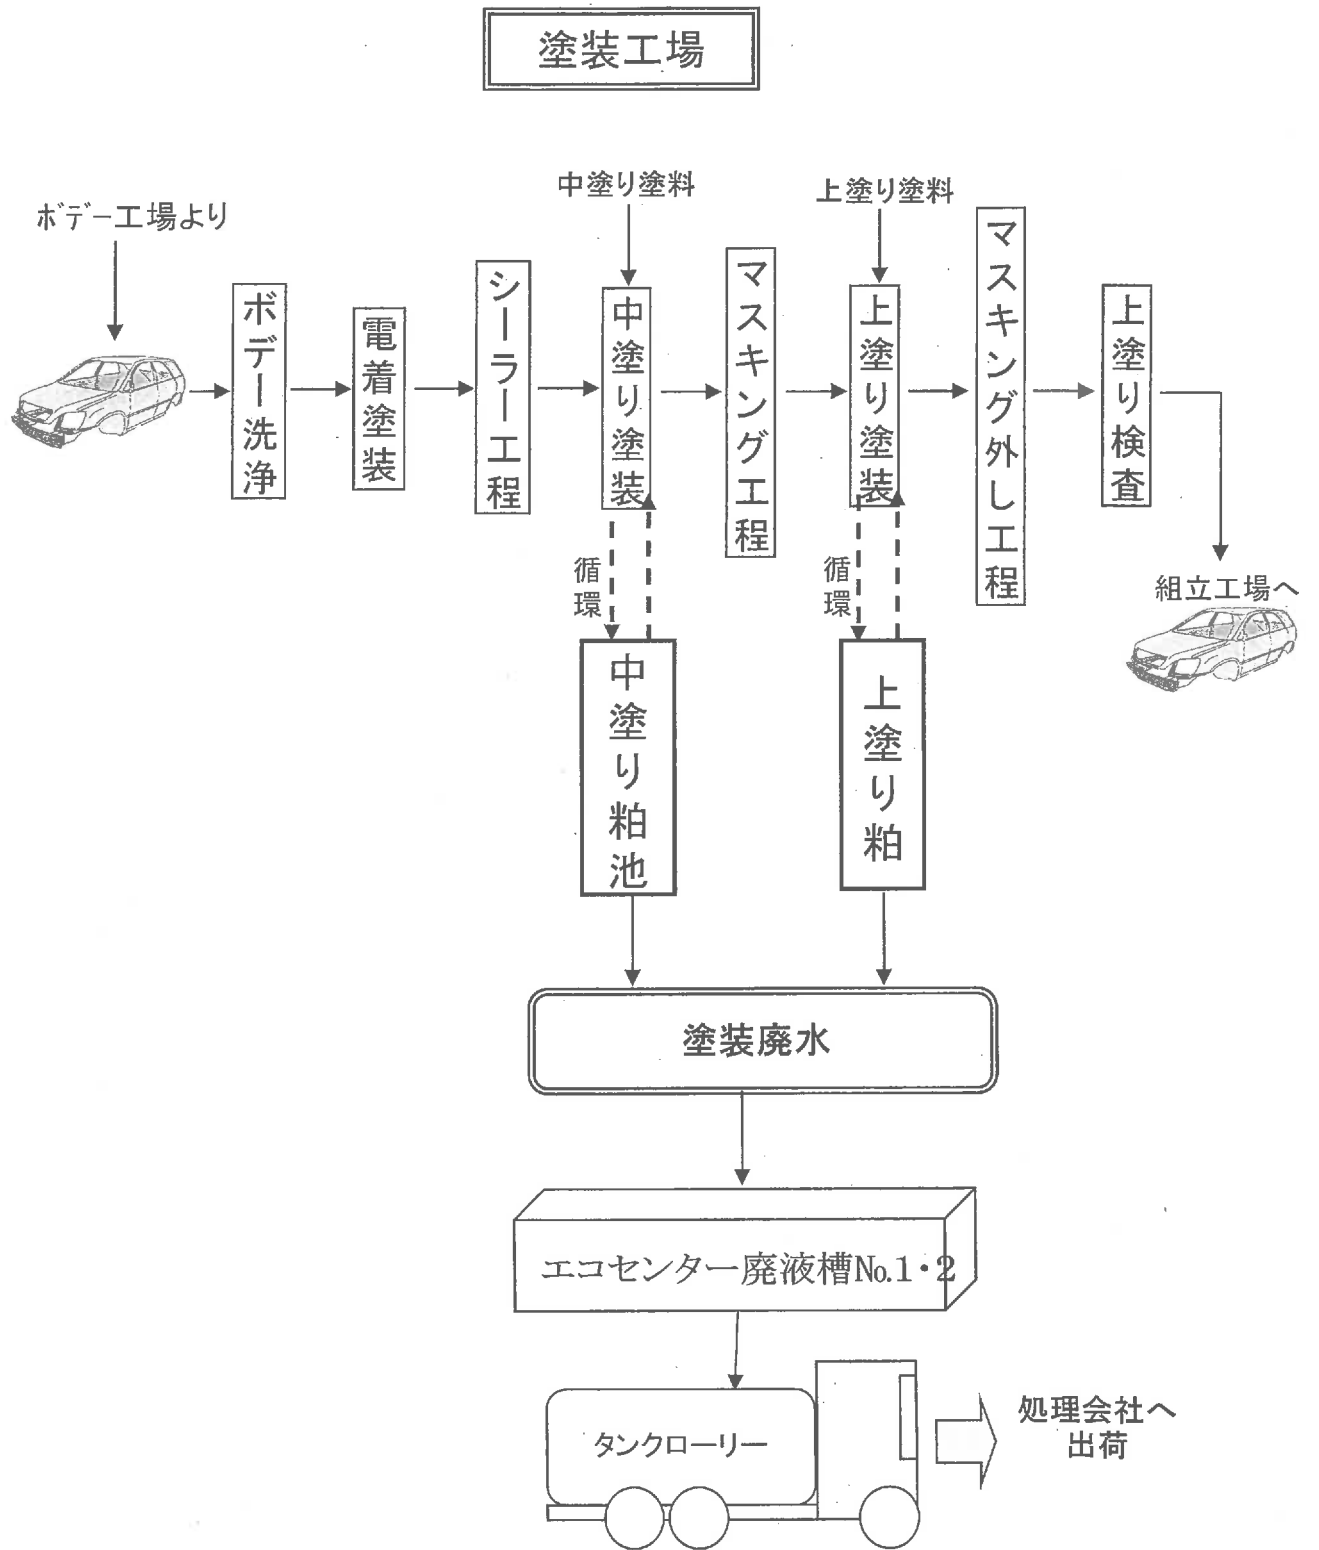 塗装工場
中塗り塗料
上塗り塗料
ﾎﾞﾃﾞｰ工場より
ボデー洗浄
電着塗装
シーラー工程
中塗り塗装
マスキング工程
上塗り塗装
マスキング外し工程
上塗り検査
循環
循環
組立工場へ
中塗り粕池
上塗り粕
塗装廃水
エコセンター廃液槽№1・2
タンクローリー
処理会社へ
出荷